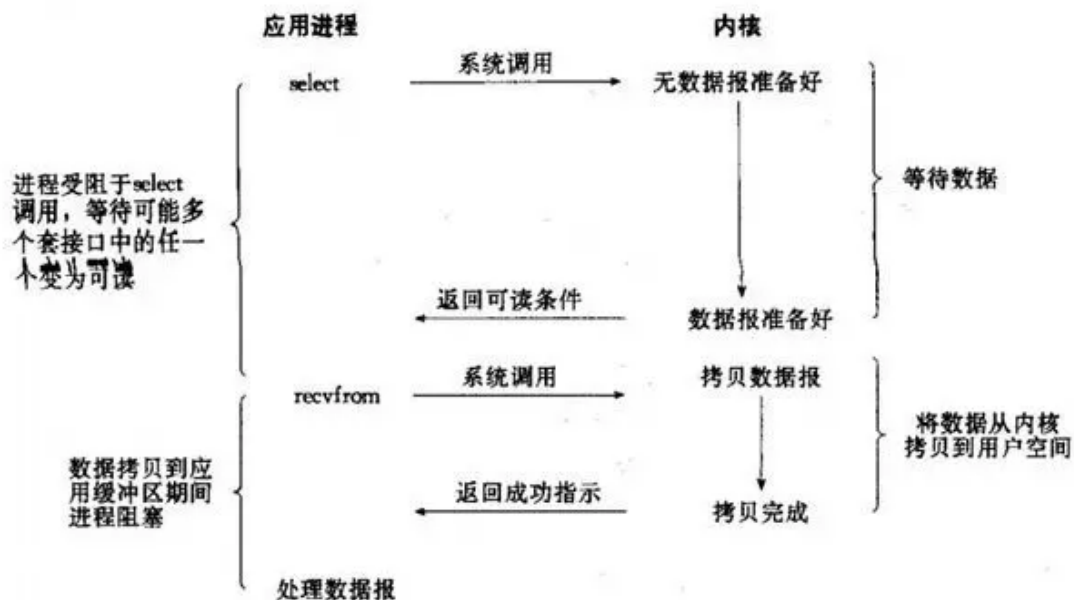 应用进程
内核
select
系统调用
无数据报准备好
进程受阻于select
调用，等待可能多
个套接口中的任一
个变为可读
等待数据
返回可读条件
数据报准备好
recvfrom
系统调用
拷贝数据报
将数据从内核
拷贝到用户空间
数据拷贝到应
用缓冲区期间
进程阻塞
返回成功指示
拷贝完成
处理数据报